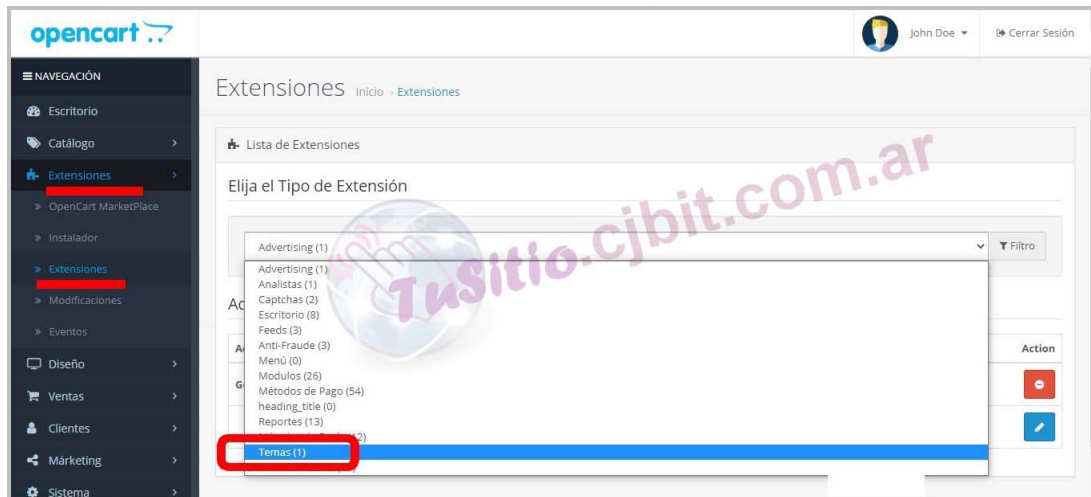 opencart
John Doe
Cerrar Sesión
NAVEGACIÓN
Escritorio
Catálogo
Extensiones
OpenCart MarketPlace
Instalador
Extensiones
Modificaciones
Eventos
Diseño
Ventas
Clientes
Márketing
Sistema
Extensiones Inicio › Extensiones
Lista de Extensiones
Elija el Tipo de Extensión
Advertising (1)
Filtro
Advertising (1)
Analistas (1)
Captchas (2)
Escritorio (8)
Feeds (3)
Anti-Fraude (3)
Menú (0)
Modulos (26)
Métodos de Pago (54)
heading_title (0)
Reportes (13)
Temas (1)
Action
TuSitio.cjbit.com.ar